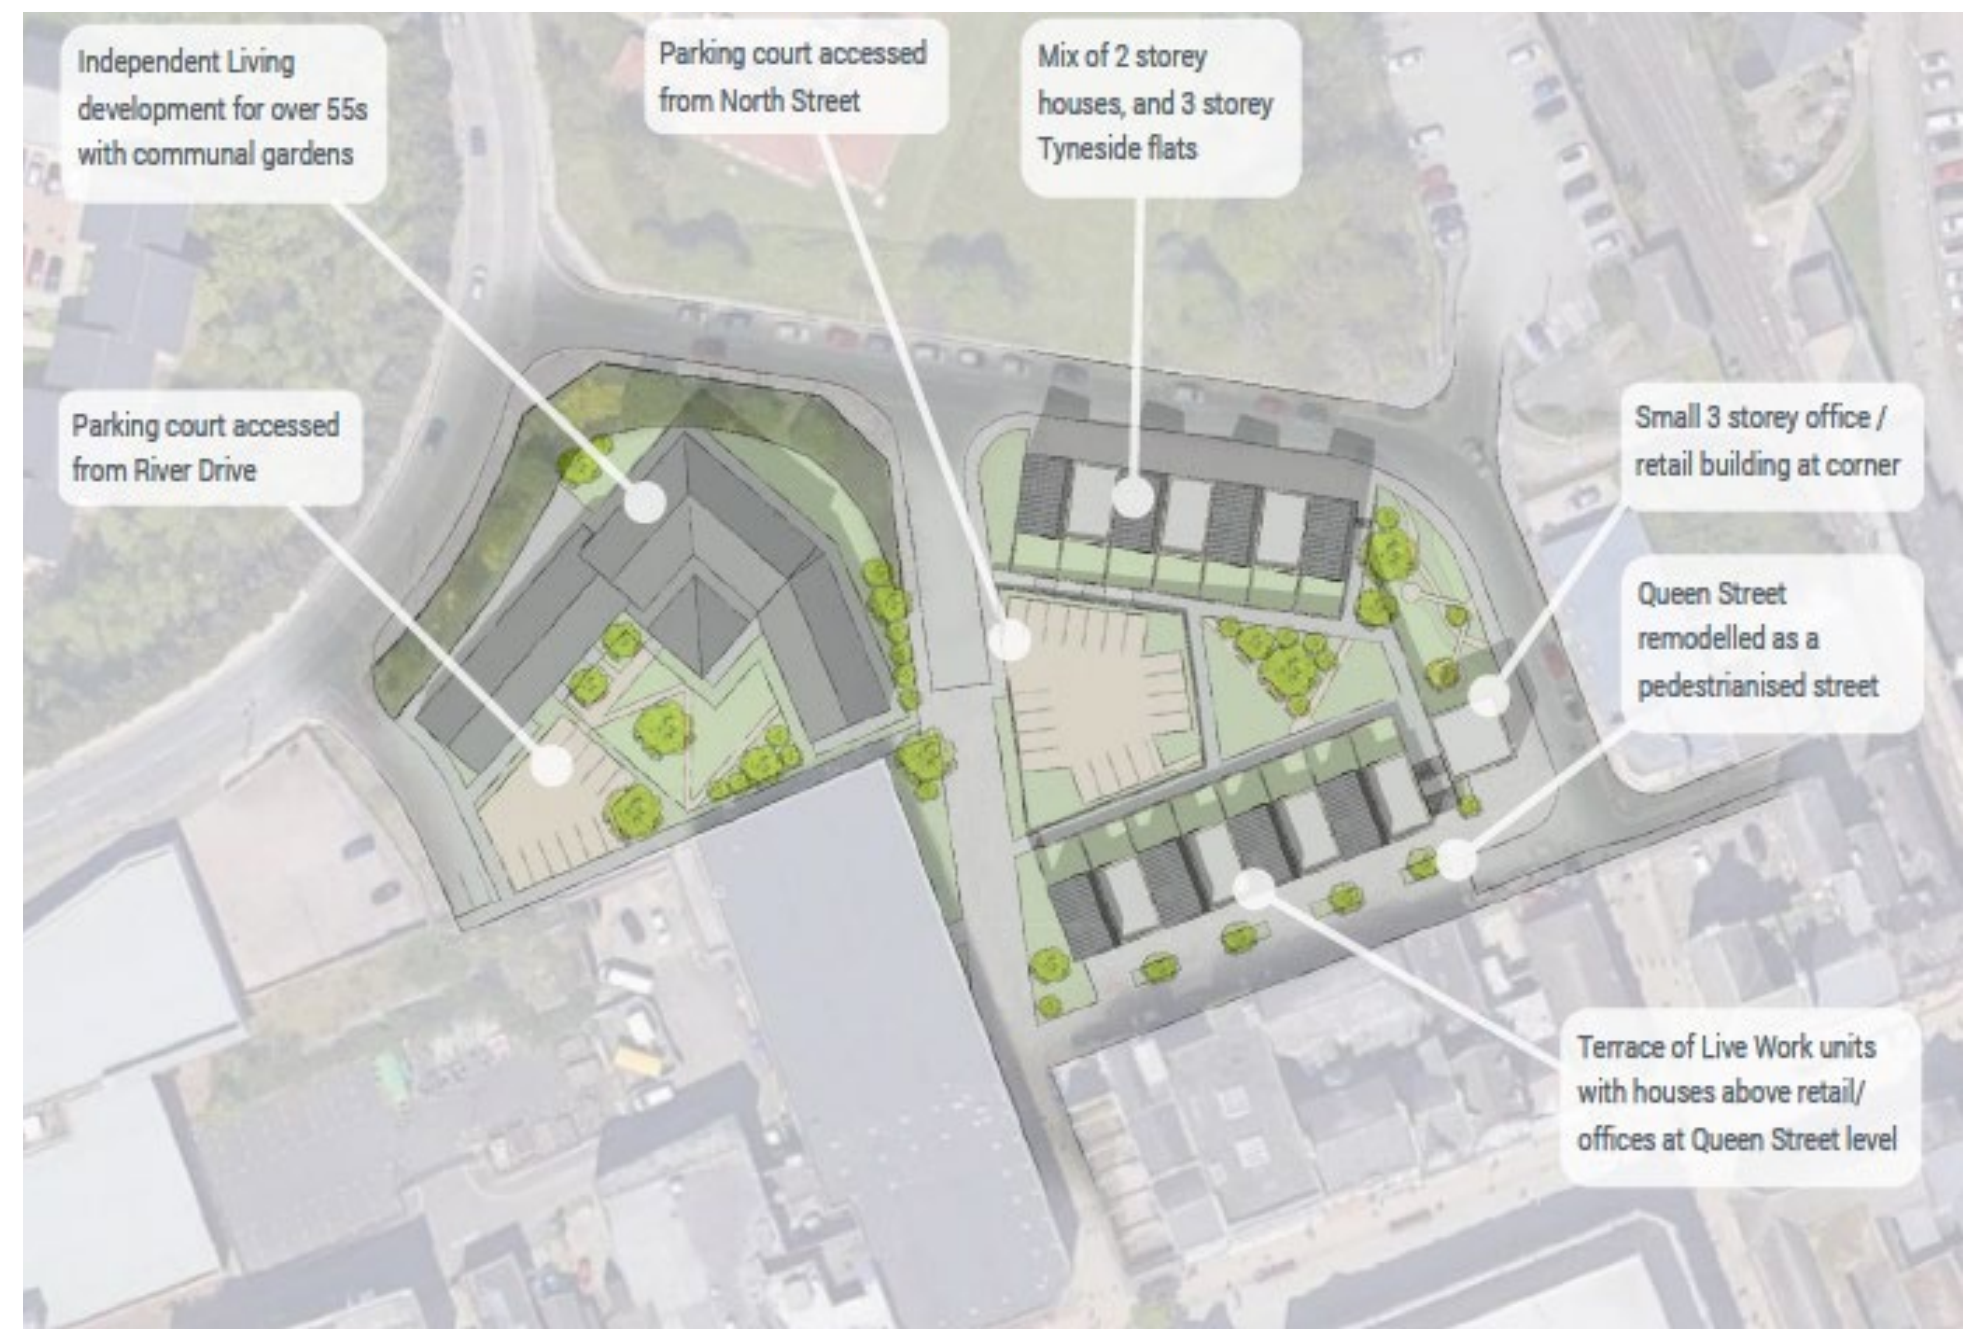 Independent Living
development for over 55s
with communal gardens
Parking court accessed
from North Street
Mix of 2 storey
houses, and 3 storey
Tyneside flats
Parking court accessed
from River Drive
Small 3 storey office /
retail building at corner
Queen Street
remodelled as a
pedestrianised street
Terrace of Live Work units
with houses above retail/
offices at Queen Street level